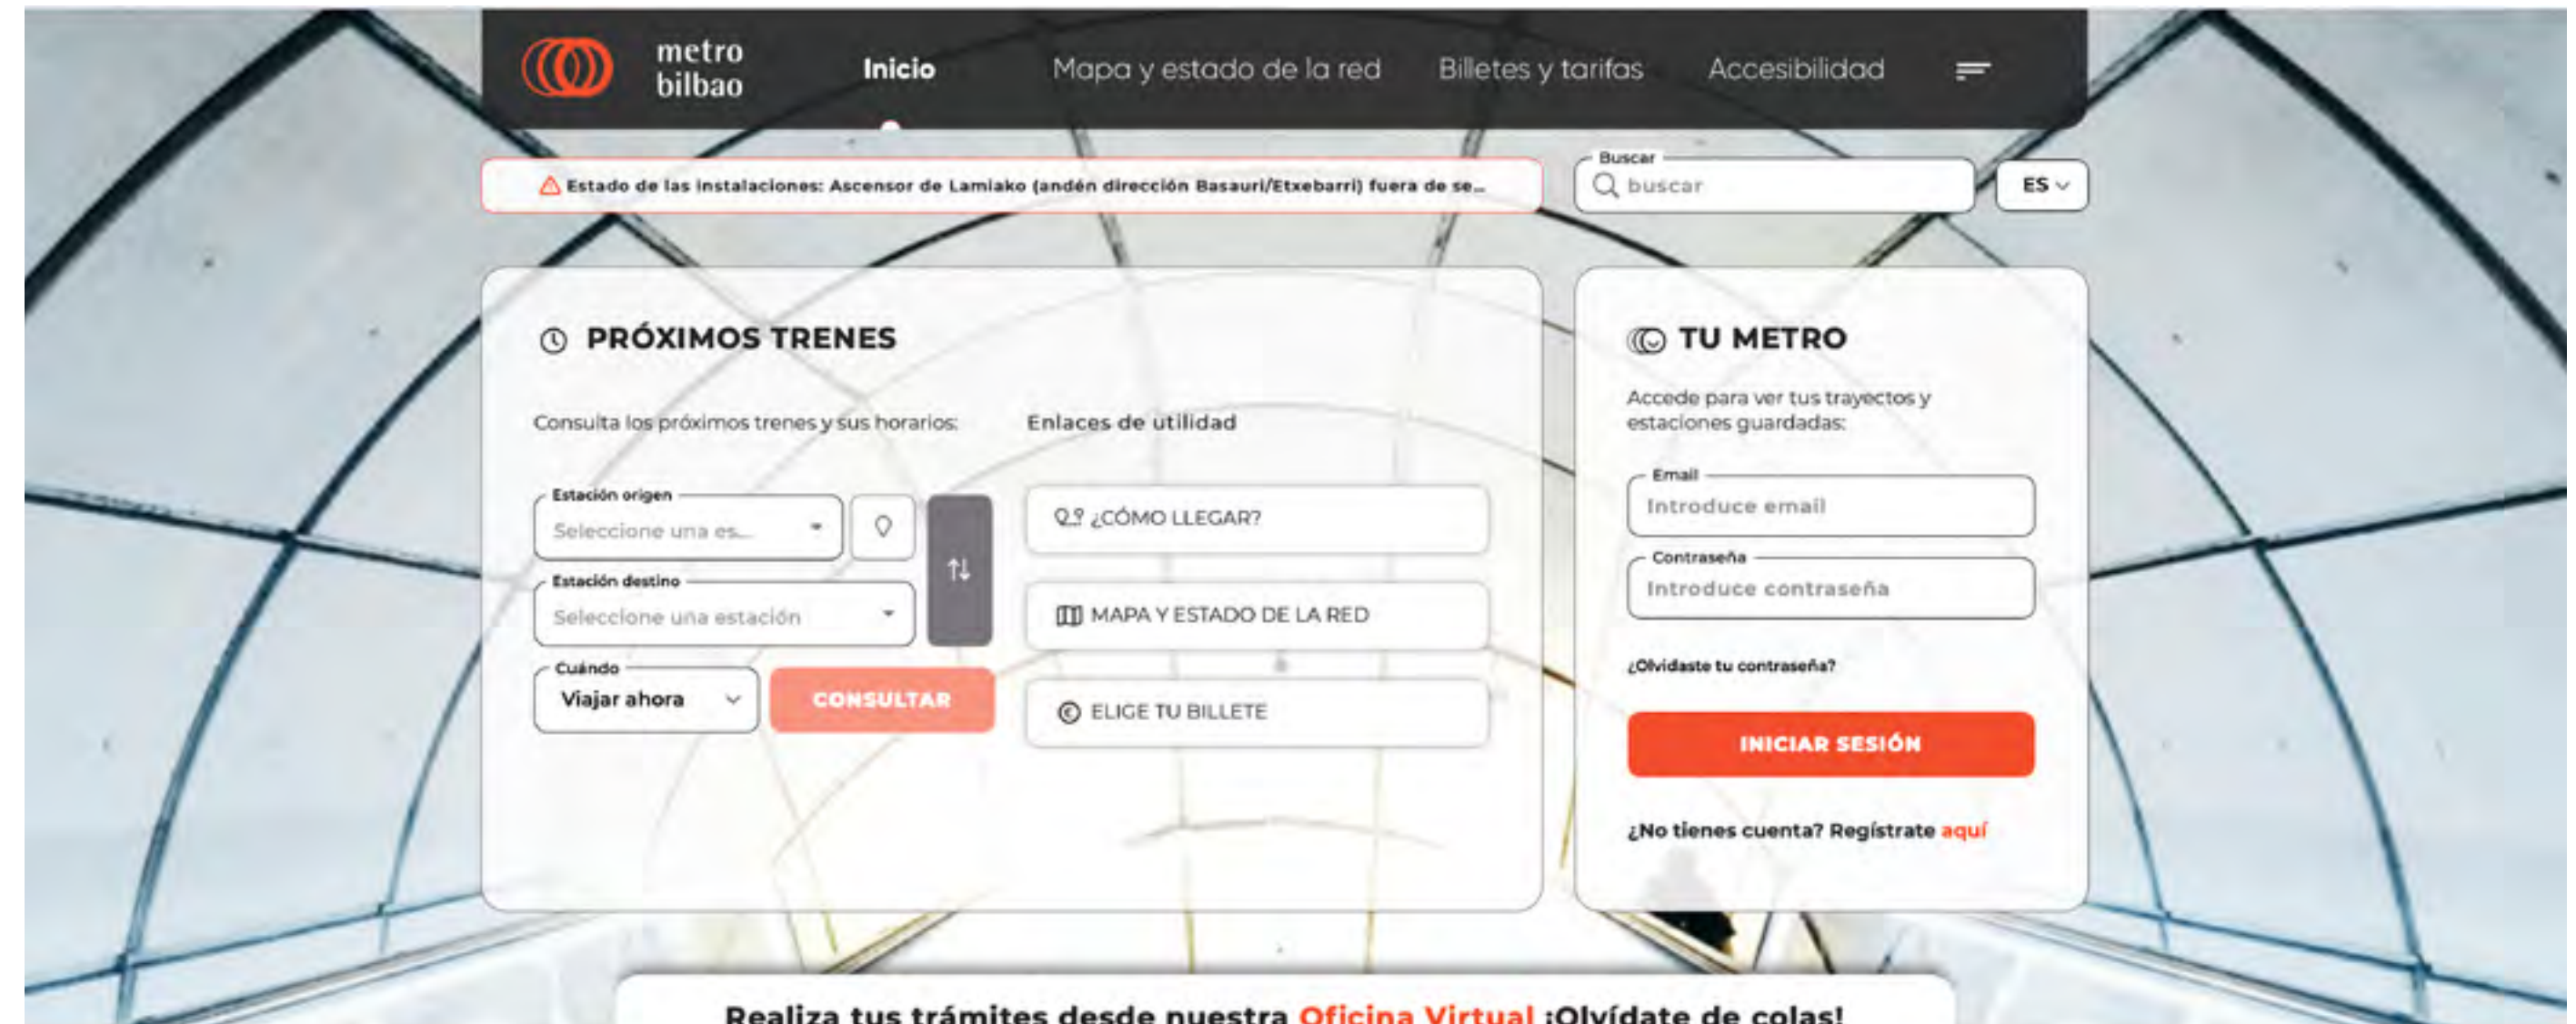 metro
bilbao
Inicio
Mapa y estado de la red
Billetes y tarifas
Accesibilidad
Estado de las instalaciones: Ascensor de Lamiako (andén dirección Basauri/Etxebarri) fuera de se...
Buscar
buscar
ES
PRÓXIMOS TRENES
Consulta los próximos trenes y sus horarios:
Estación origen
Seleccione una es...
Estación destino
Seleccione una estación
Cuándo
Viajar ahora
CONSULTAR
Enlaces de utilidad
¿CÓMO LLEGAR?
MAPA Y ESTADO DE LA RED
ELIGE TU BILLETE
TU METRO
Accede para ver tus trayectos y
estaciones guardadas:
Email
Introduce email
Contraseña
Introduce contraseña
¿Olvidaste tu contraseña?
INICIAR SESIÓN
¿No tienes cuenta? Regístrate aquí
Realiza tus trámites desde nuestra Oficina Virtual ¡Olvídate de colas!